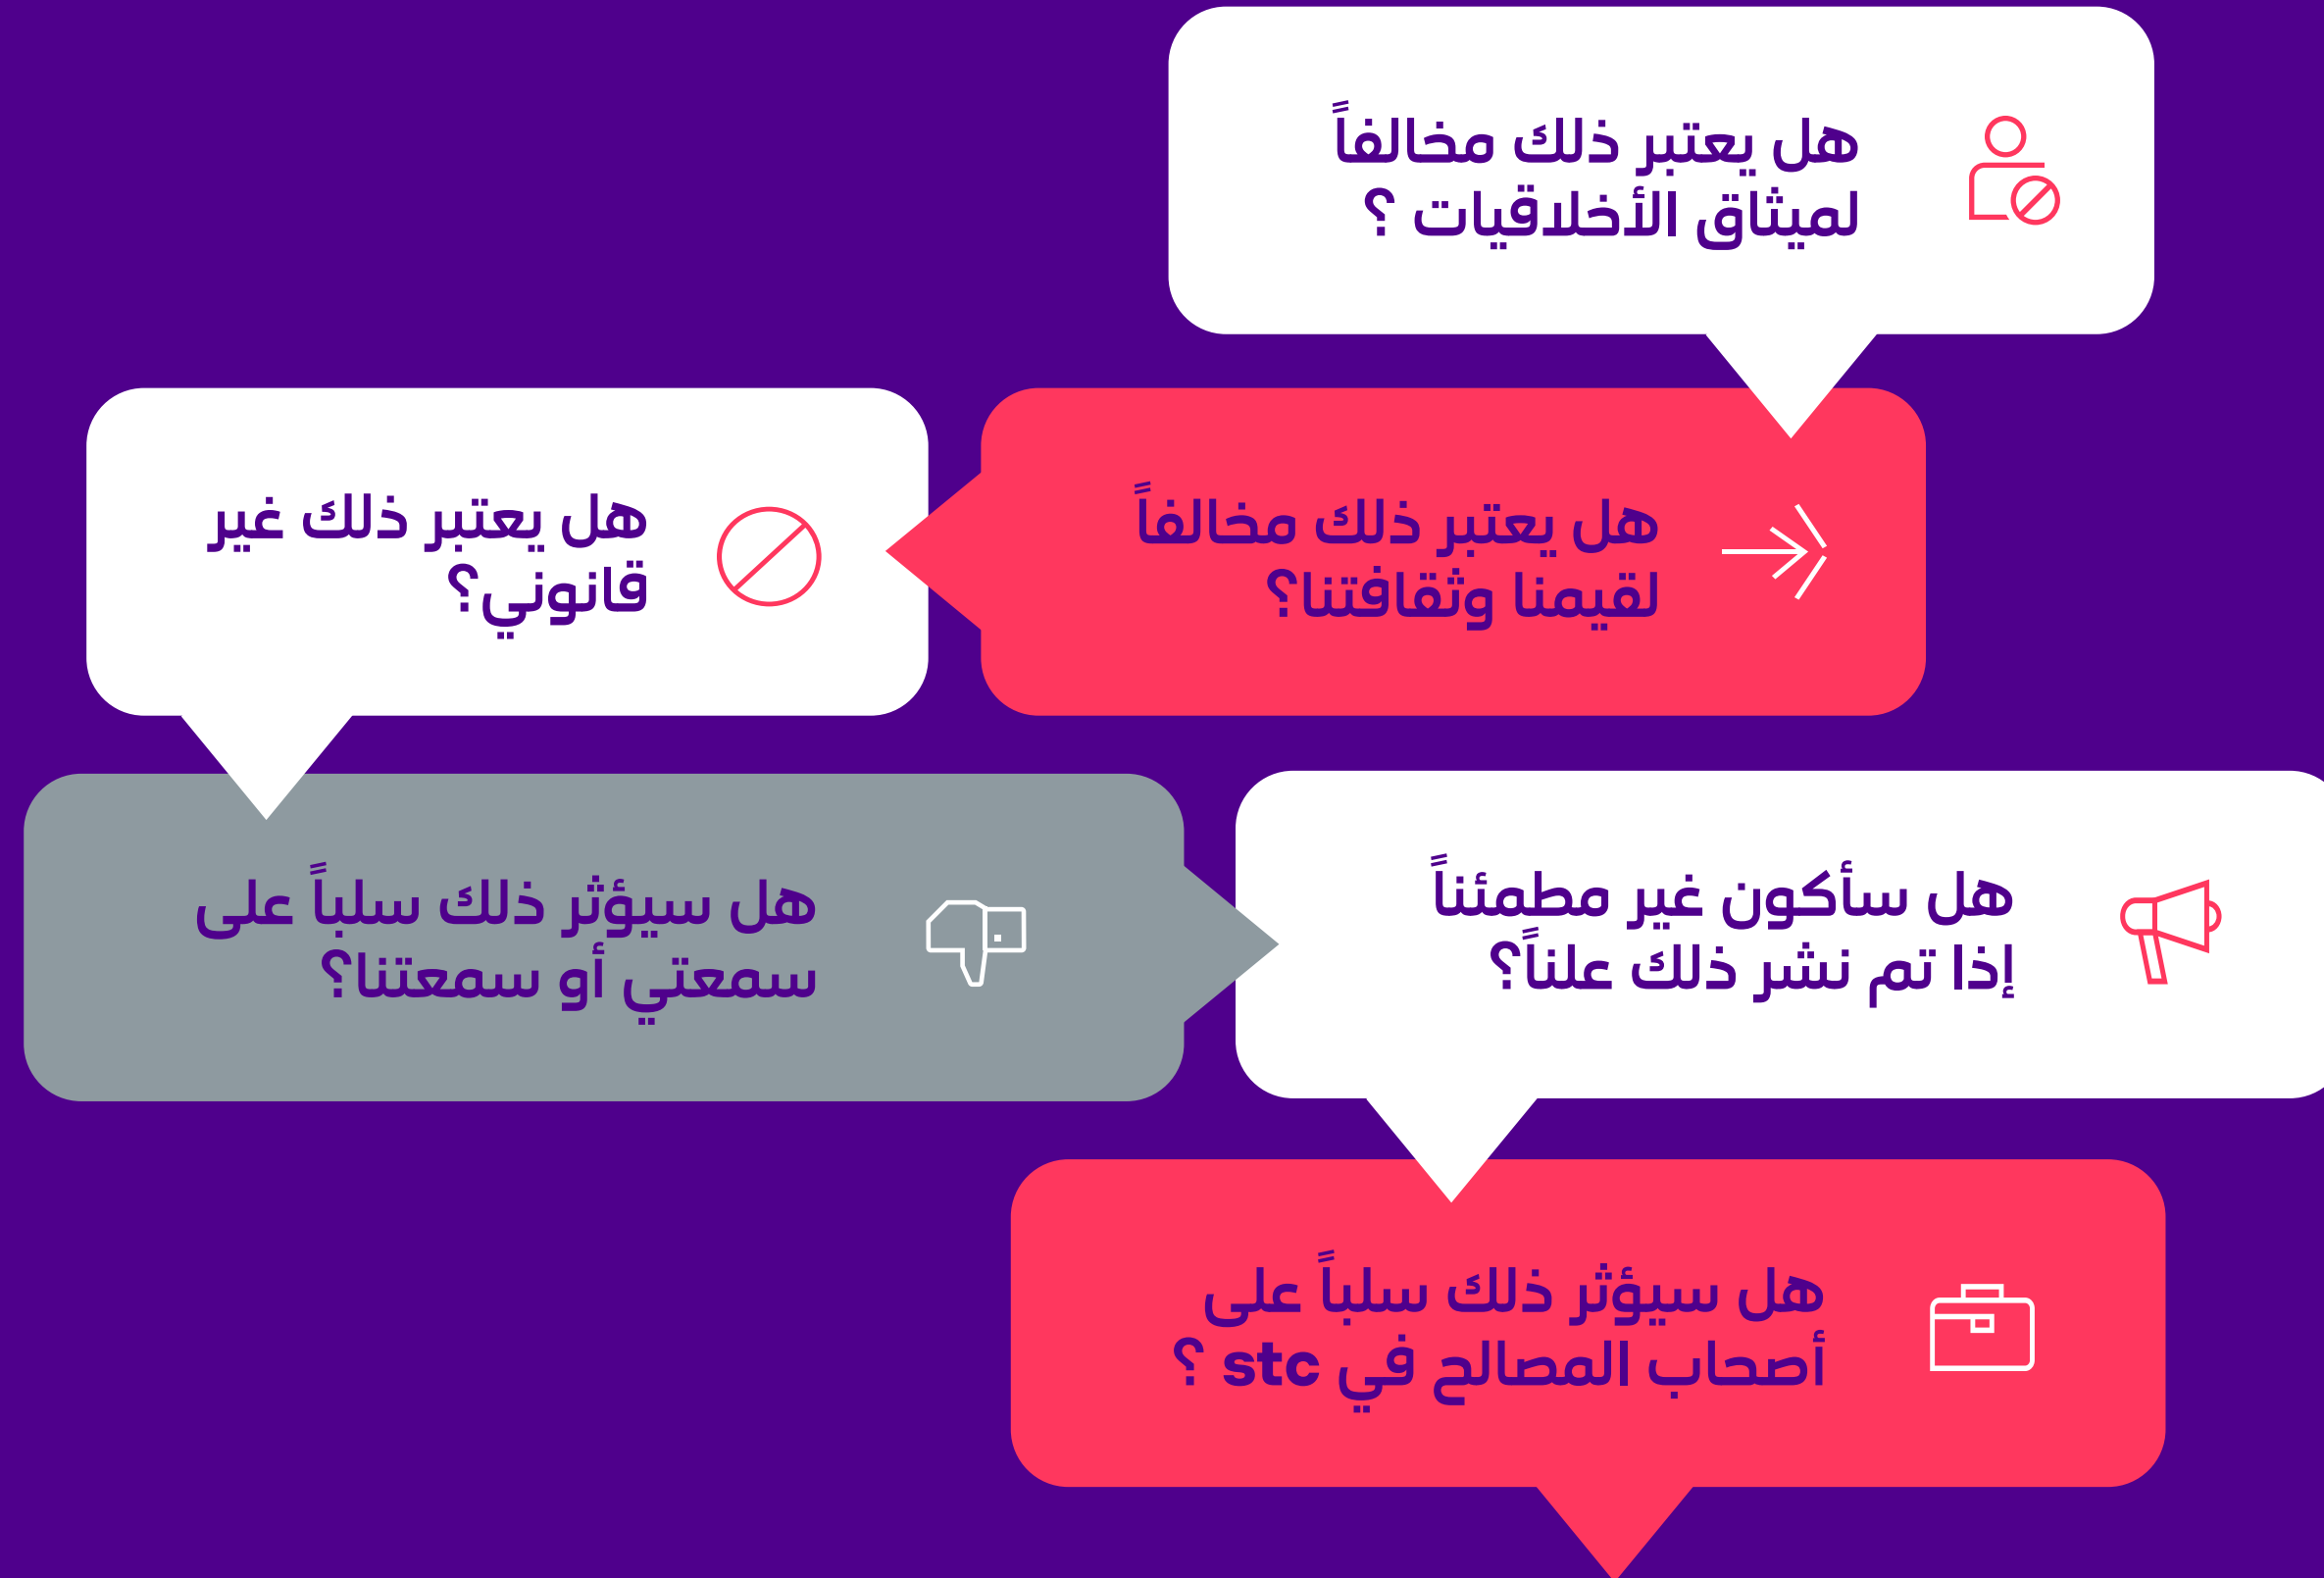 هل يعتبر ذلك مخالفاً
لميثاق الأخلاقيات ؟
هل يعتبر ذلك مخالفاً
لقيمنا وثقافتنا؟
هل يعتبر ذلك غير
قانوني؟
هل سيؤثر ذلك سلباً على
سمعتي أو سمعتنا؟
هل سأكون غير مطمئناً
إذا تم نشر ذلك علناً؟
هل سيؤثر ذلك سلباً على
أصحاب المصالح في stc ؟